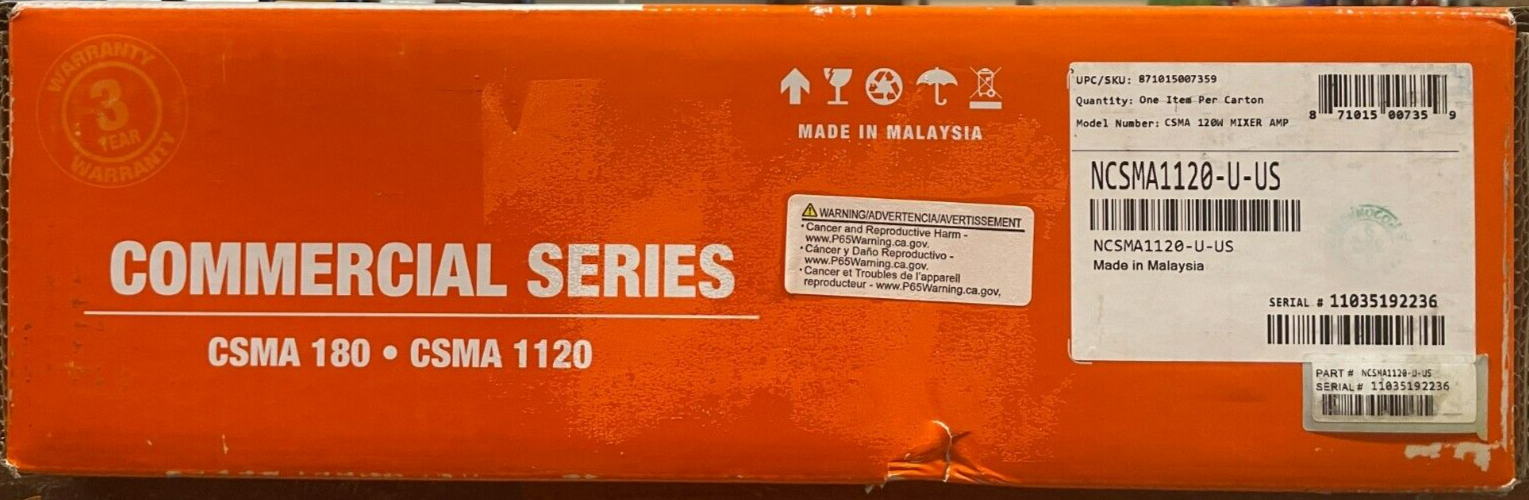 WARRANTY
3
YEAR
WARRANTY
COMMERCIAL SERIES
CSMA 180 • CSMA 1120
MADE IN MALAYSIA
WARNING/ADVERTENCIA/AVERTISSEMENT
• Cancer and Reproductive Harm -
www.P65Warning.ca.gov.
• Cáncer y Daño Reproductivo -
www.P65Warning.ca.gov.
• Cancer et Troubles de l'appareil
reproducteur - www.P65Warning.ca.gov,
UPC/SKU: 871015007359
Quantity: One Item Per Carton
Model Number: CSMA 120W MIXER AMP
8 71015 00735 9
NCSMA1120-U-US
NCSMA1120-U-US
Made in Malaysia
SERIAL # 11035192236
PART # NCSMA1120-U-US
SERIAL # 11035192236